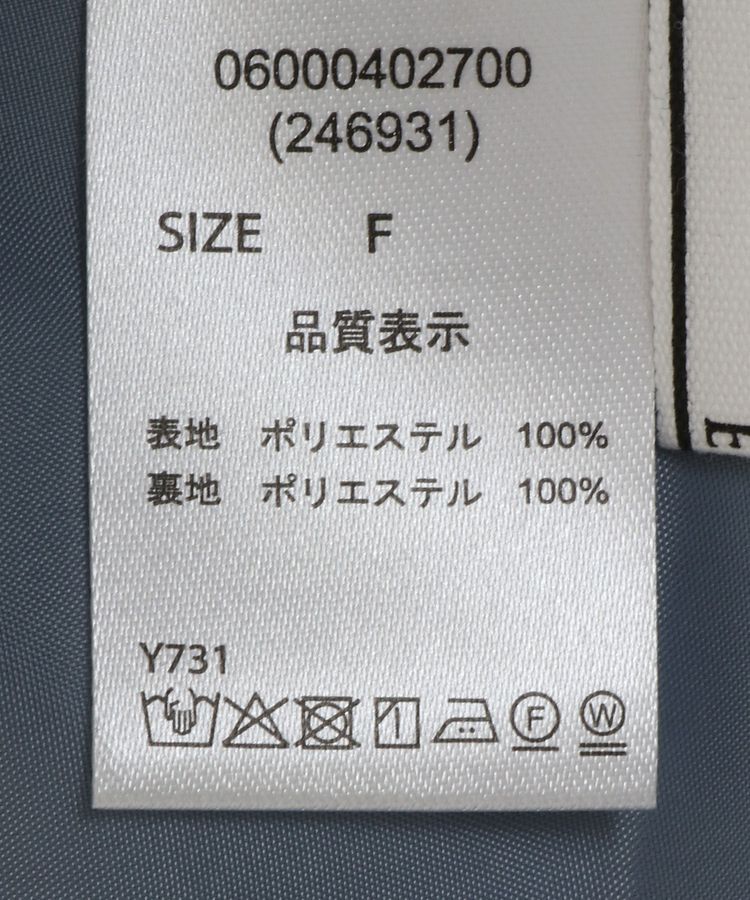 06000402700
(246931)
SIZE F
品質表示
表地 ポリエステル 100%
裏地 ポリエステル 100%
Y731
F W